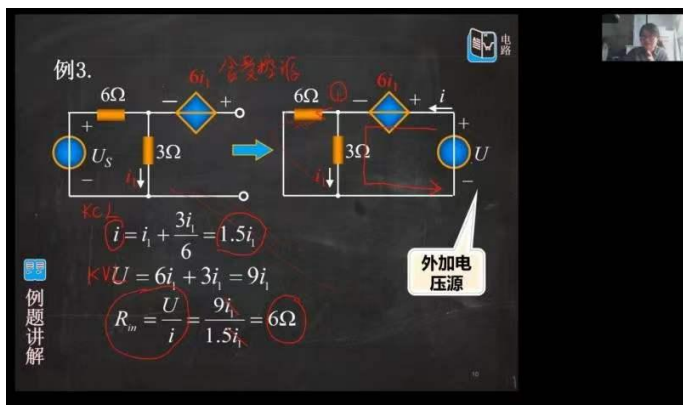 电路
例3.
含受控源
6Ω
6i₁
− +
+
U_S
−
3Ω
i₁
6Ω
①
6i₁
− +
i
3Ω
i₁
+
U
−
KCL
i = i₁ + 3i₁/6 = 1.5i₁
KVL
U = 6i₁ + 3i₁ = 9i₁
R_in = U/i = 9i₁/1.5i₁ = 6Ω
外加电
压源
例题讲解
10